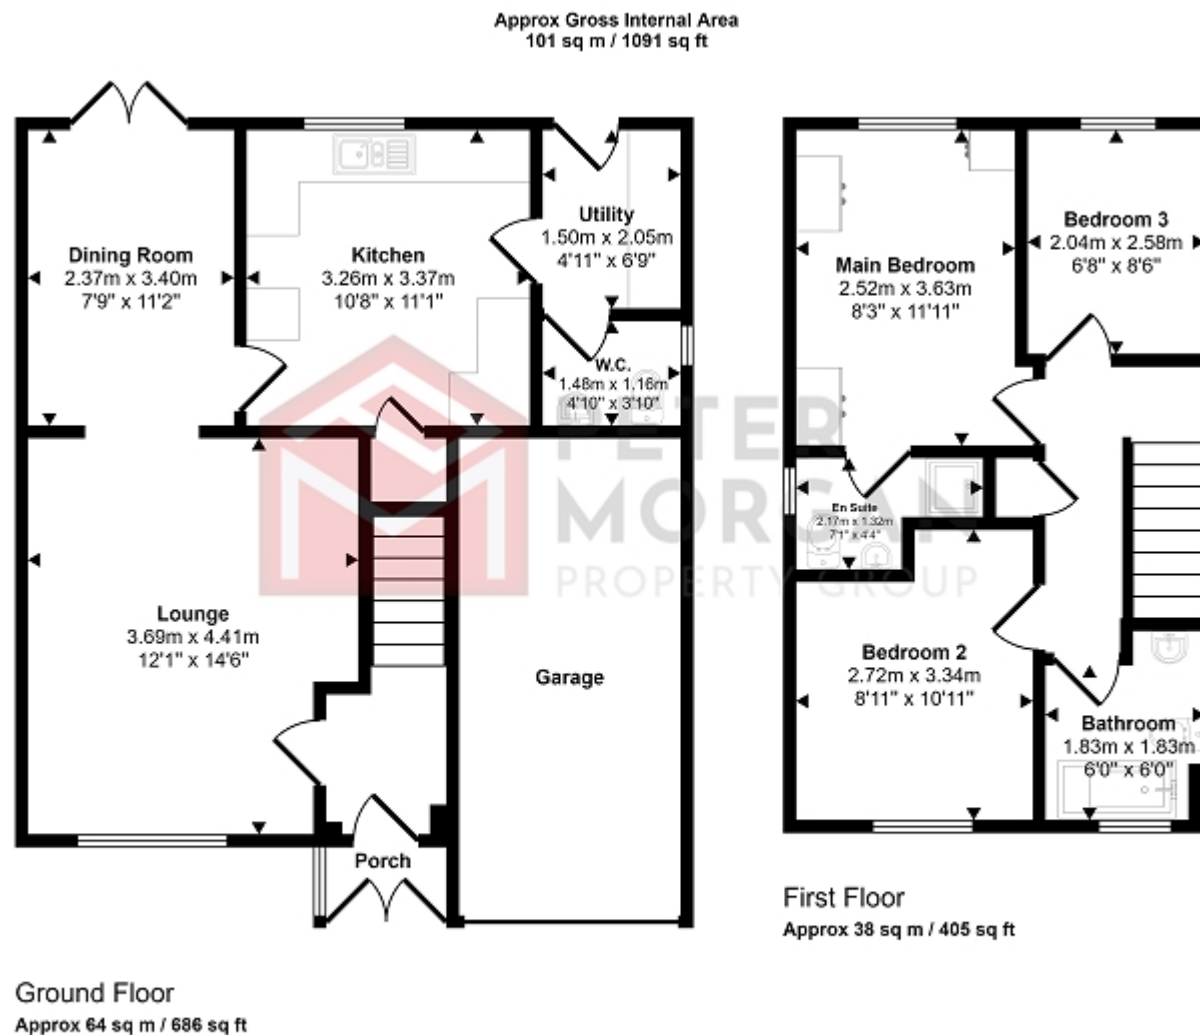 Approx Gross Internal Area
101 sq m / 1091 sq ft
Dining Room
2.37m x 3.40m
7'9" x 11'2"
Kitchen
3.26m x 3.37m
10'8" x 11'1"
Utility
1.50m x 2.05m
4'11" x 6'9"
W.C.
1.48m x 1.16m
4'10" x 3'10"
Lounge
3.69m x 4.41m
12'1" x 14'6"
Garage
Porch
Ground Floor
Approx 64 sq m / 686 sq ft
Main Bedroom
2.52m x 3.63m
8'3" x 11'11"
Bedroom 3
2.04m x 2.58m
6'8" x 8'6"
En Suite
2.17m x 1.32m
7'1" x 4'4"
Bedroom 2
2.72m x 3.34m
8'11" x 10'11"
Bathroom
1.83m x 1.83m
6'0" x 6'0"
First Floor
Approx 38 sq m / 405 sq ft
PETER
MORGAN
PROPERTY GROUP